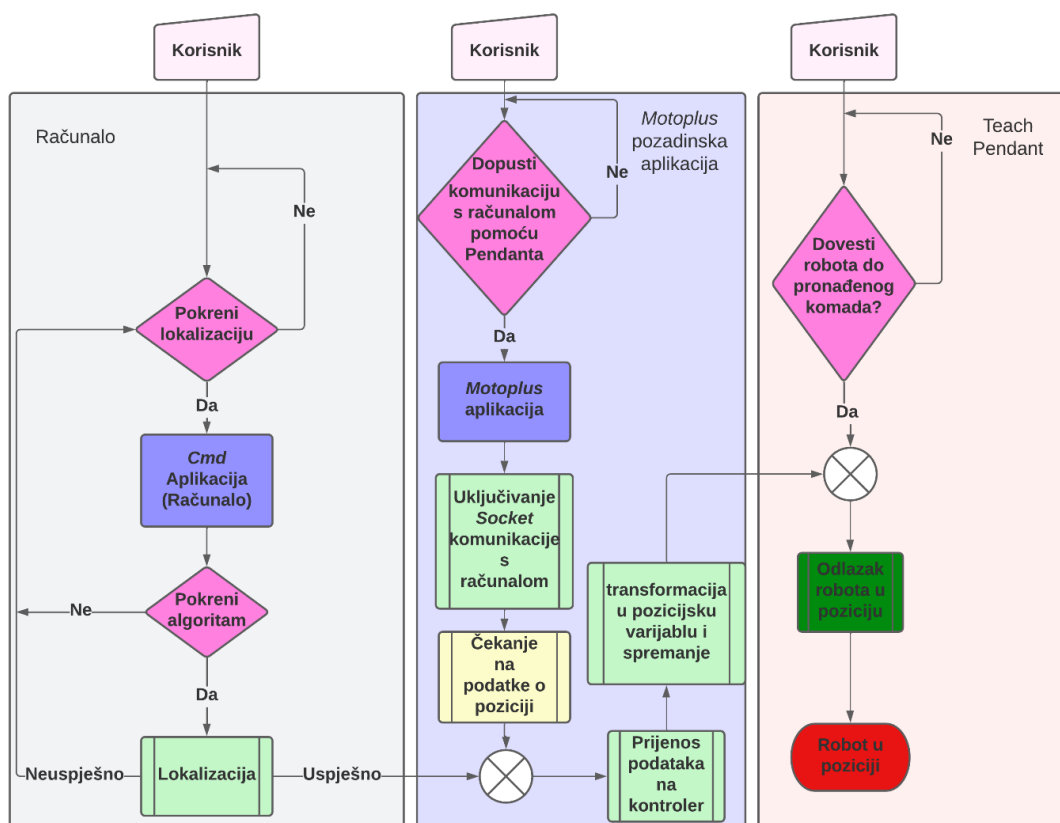 Korisnik
Računalo
Ne
Pokreni
lokalizaciju
Da
Cmd
Aplikacija
(Računalo)
Pokreni
algoritam
Ne
Da
Lokalizacija
Neuspješno
Uspješno
Korisnik
Motoplus
pozadinska
aplikacija
Dopusti
komunikaciju
s računalom
pomoću
Pendanta
Ne
Da
Motoplus
aplikacija
Uključivanje
Socket
komunikacije
s
računalom
Čekanje
na
podatke o
poziciji
Prijenos
podataka
na
kontroler
transformacija
u pozicijsku
varijablu i
spremanje
Korisnik
Teach
Pendant
Ne
Dovesti
robota do
pronađenog
komada?
Da
Odlazak
robota u
poziciju
Robot u
poziciji